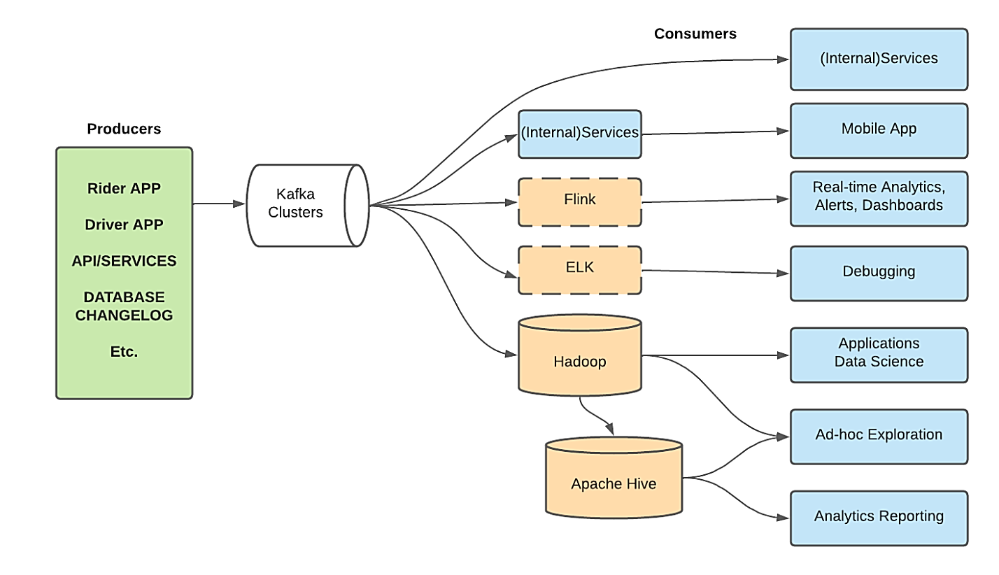 Consumers
(Internal)Services
Producers
(Internal)Services
Mobile App
Rider APP
Driver APP
API/SERVICES
DATABASE
CHANGELOG
Etc.
Kafka
Clusters
Flink
Real-time Analytics,
Alerts, Dashboards
ELK
Debugging
Hadoop
Applications
Data Science
Apache Hive
Ad-hoc Exploration
Analytics Reporting